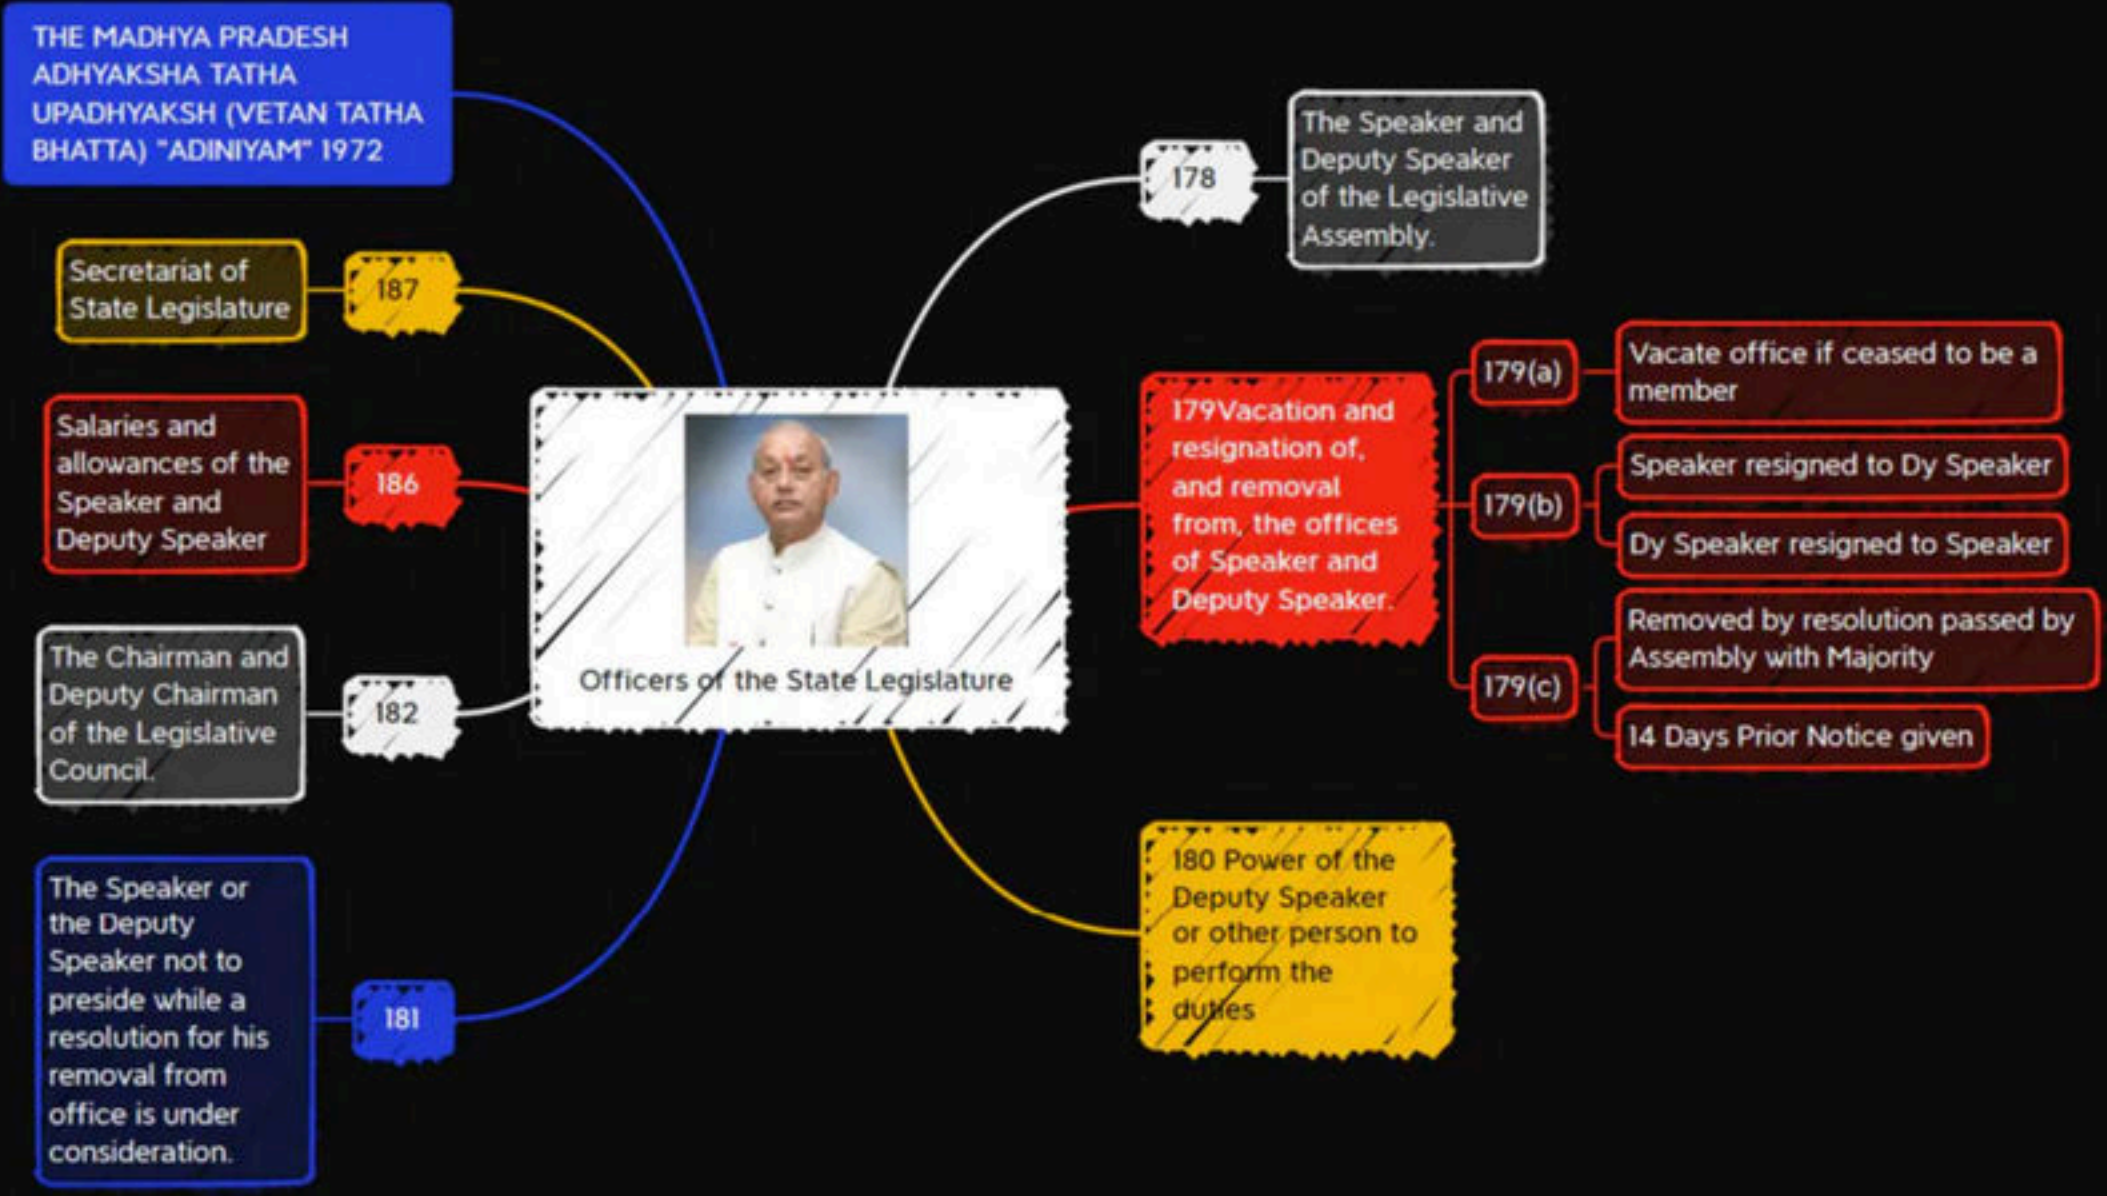 THE MADHYA PRADESH
ADHYAKSHA TATHA
UPADHYAKSH (VETAN TATHA
BHATTA) "ADINIYAM" 1972
178
The Speaker and
Deputy Speaker
of the Legislative
Assembly.
Secretariat of
State Legislature
187
Salaries and
allowances of the
Speaker and
Deputy Speaker
186
The Chairman and
Deputy Chairman
of the Legislative
Council.
182
The Speaker or
the Deputy
Speaker not to
preside while a
resolution for his
removal from
office is under
consideration.
181
Officers of the State Legislature
179Vacation and
resignation of,
and removal
from, the offices
of Speaker and
Deputy Speaker.
179(a)
Vacate office if ceased to be a
member
179(b)
Speaker resigned to Dy Speaker
Dy Speaker resigned to Speaker
179(c)
Removed by resolution passed by
Assembly with Majority
14 Days Prior Notice given
180 Power of the
Deputy Speaker
or other person to
perform the
duties